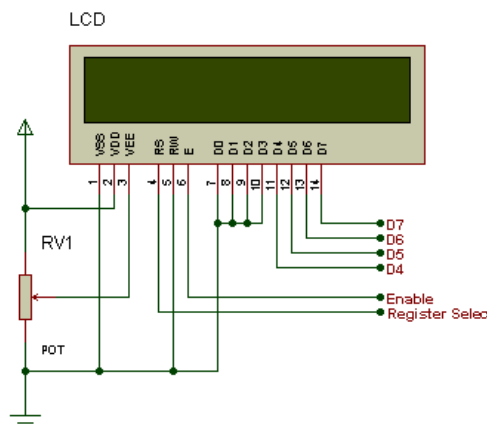 LCD
VSS VDD VEE RS RW E D0 D1 D2 D3 D4 D5 D6 D7
1 2 3 4 5 6 7 8 9 10 11 12 13 14
D7
D6
RV1
D5
D4
Enable
Register Selec
POT